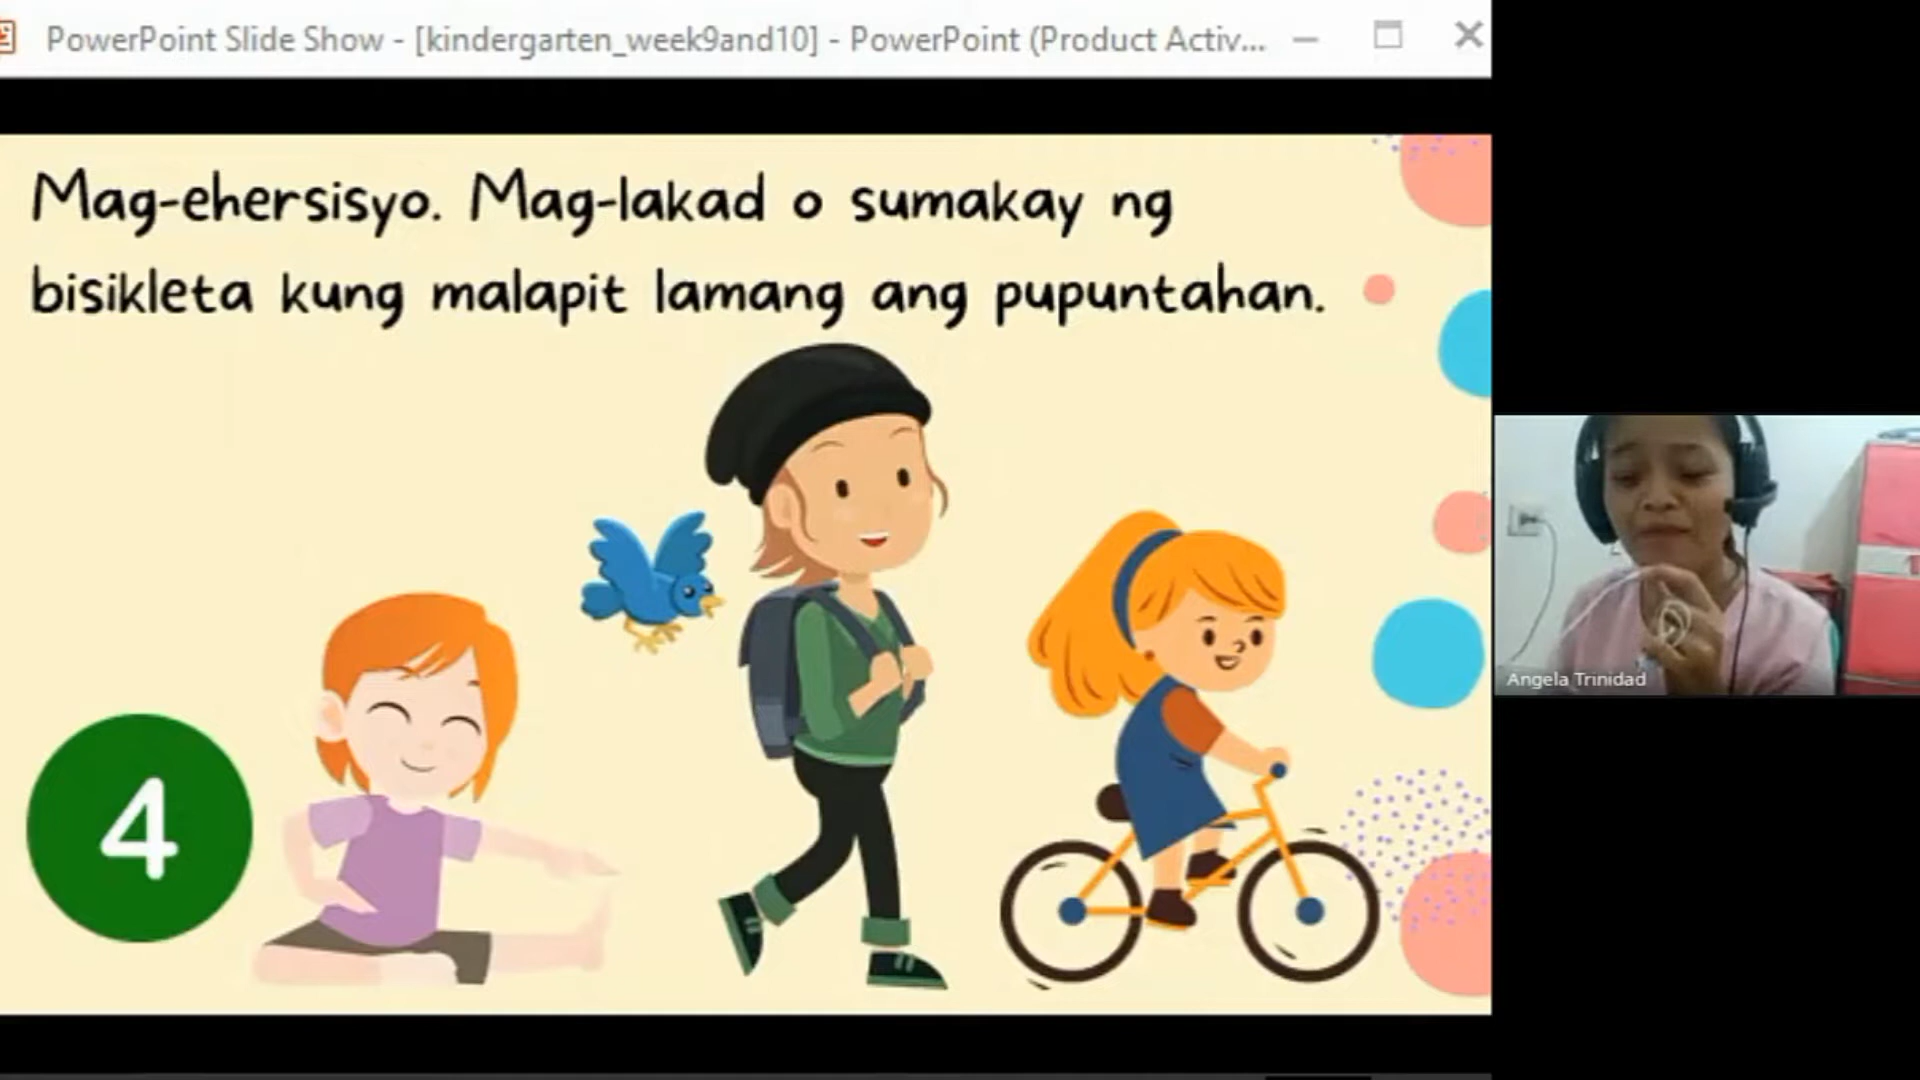 PowerPoint Slide Show - [kindergarten_week9and10] - PowerPoint (Product Activ...
Mag-ehersisyo. Mag-lakad o sumakay ng
bisikleta kung malapit lamang ang pupuntahan.
4
Angela Trinidad